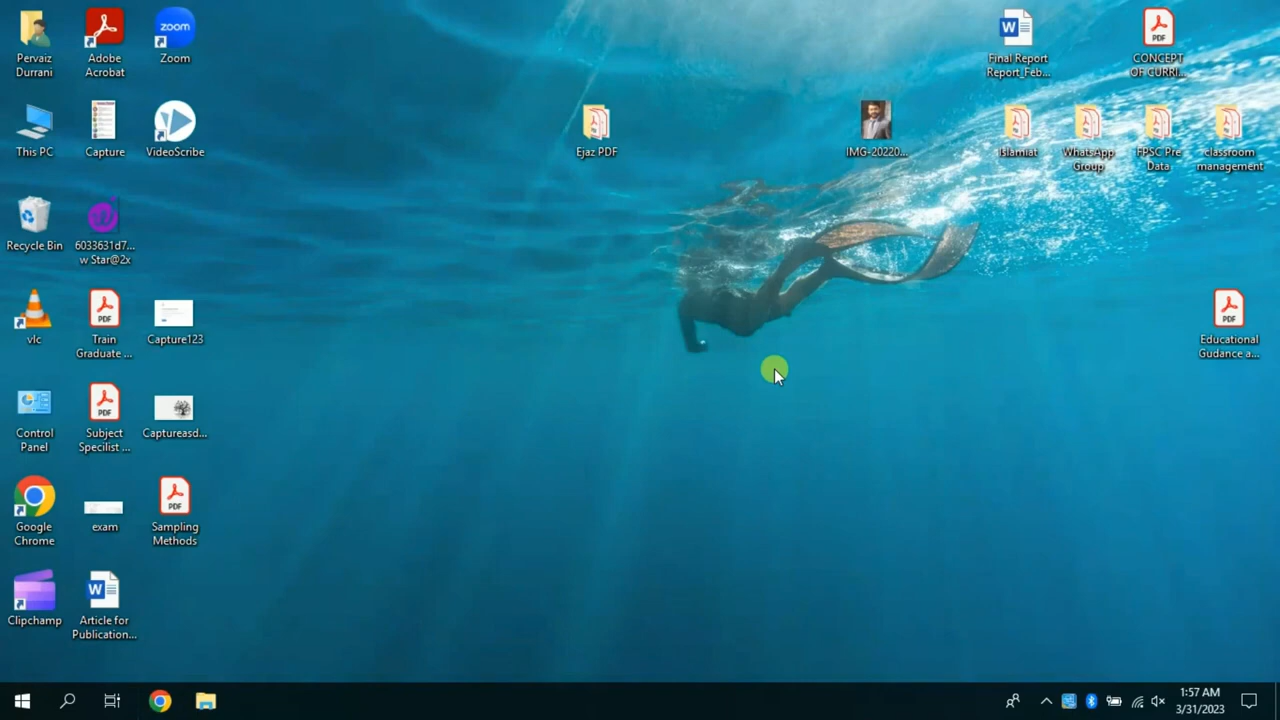 Pervaiz
Durrani
Adobe
Acrobat
zoom
Zoom
This PC
Capture
VideoScribe
Recycle Bin
6033631d7...
w Star@2x
vlc
PDF
Train
Graduate ...
Capture123
Control
Panel
PDF
Subject
Specilist ...
Captureasd...
Google
Chrome
exam
PDF
Sampling
Methods
Clipchamp
W
Article for
Publication...
Ejaz PDF
IMG-20220...
W
Final Report
Report_Feb...
PDF
CONCEPT
OF CURRI...
Islamiat
WhatsApp
Group
FPSC Pre
Data
classroom
management
PDF
Educational
Gudance a...
1:57 AM
3/31/2023